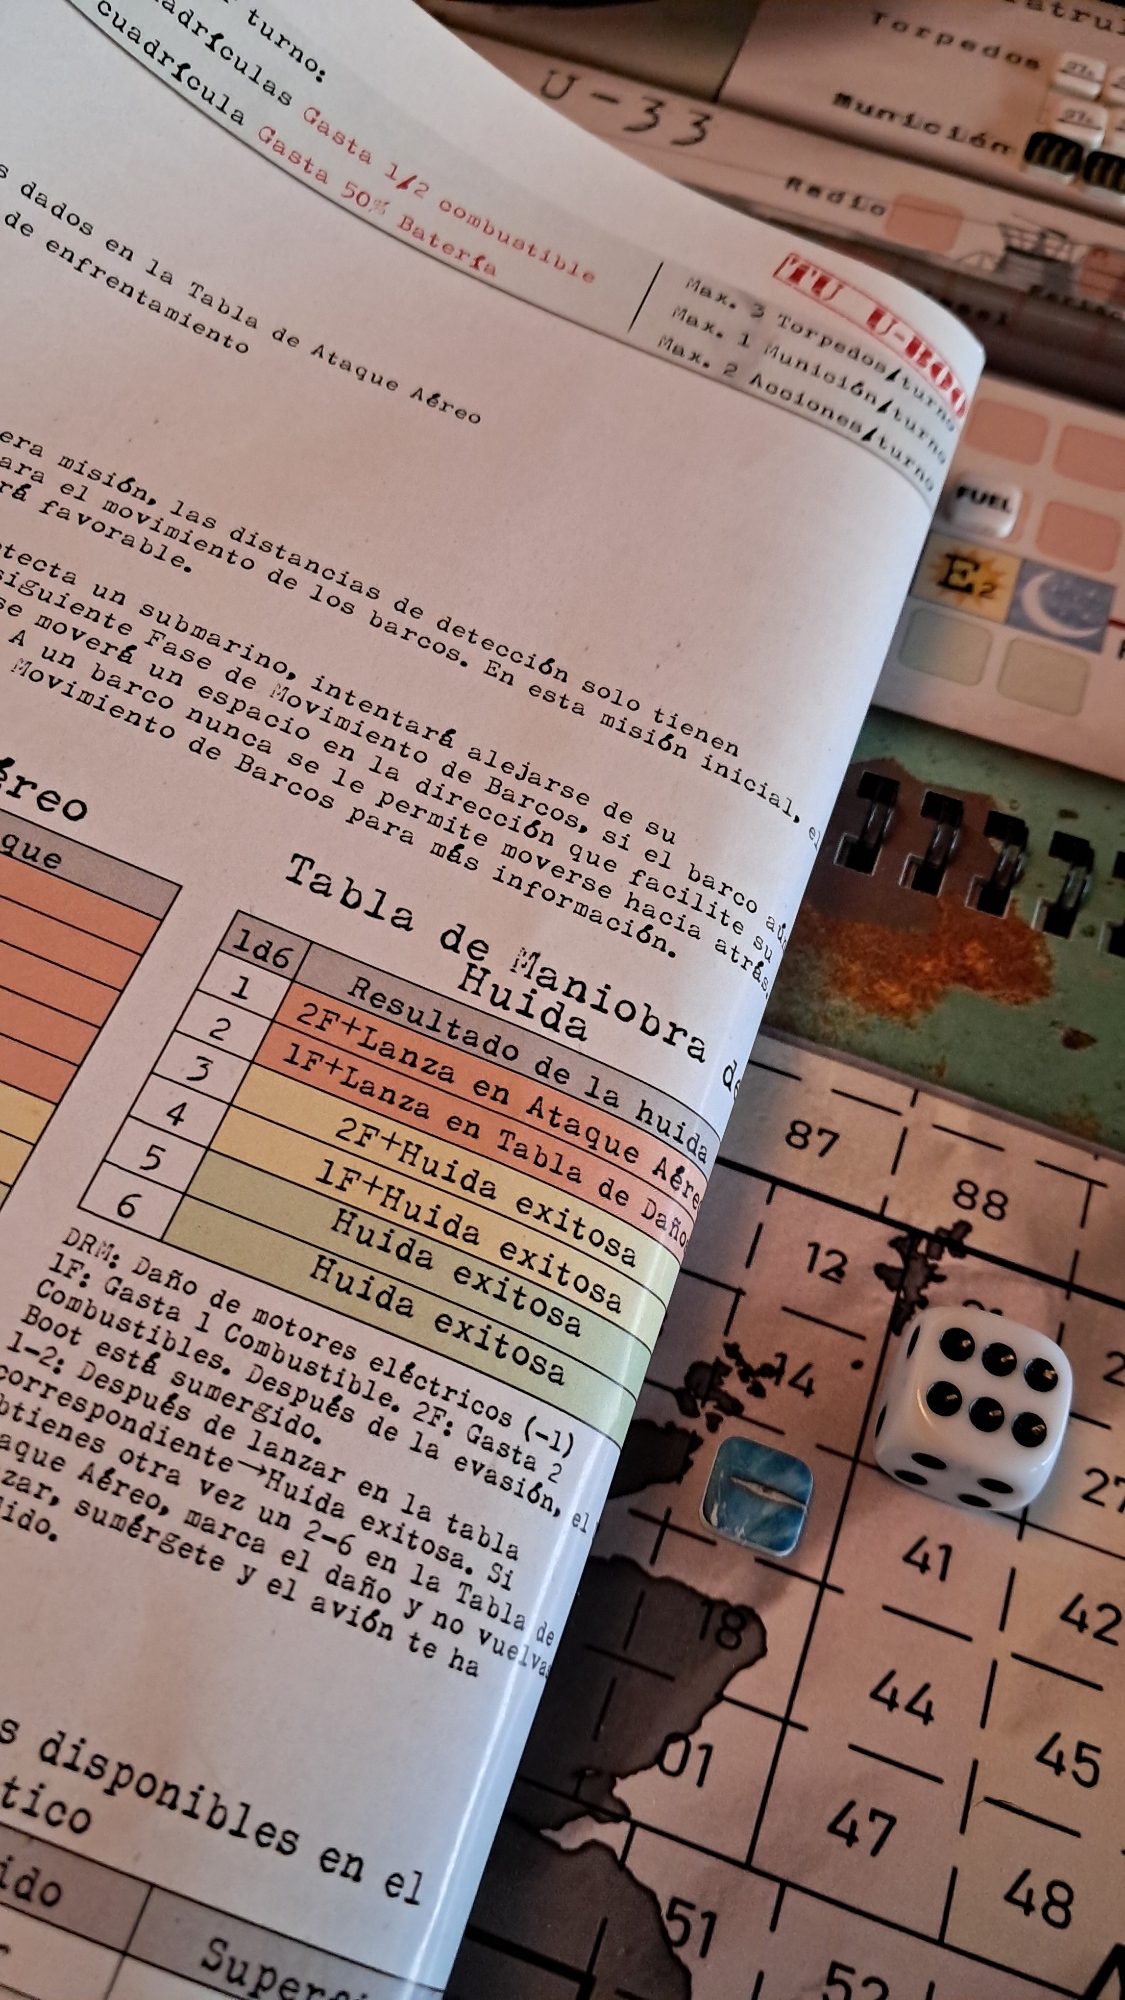 turno:
cuadrículas Gasta 1/2 combustible
cuadrícula Gasta 50% Batería
TU U-BOO
Max. 3 Torpedos/turno
Max. 1 Munición/turno
Max. 2 Acciones/turno
dados en la Tabla de Ataque Aéreo
de enfrentamiento
misión, las distancias de detección solo tienen
el movimiento de los barcos. En esta misión inicial, el
favorable.
un submarino, intentará alejarse de su
siguiente Fase de Movimiento de Barcos, si el barco aún
se moverá un espacio en la dirección que facilite su
A un barco nunca se le permite moverse hacia atrás.
Movimiento de Barcos para más información.
Tabla de Maniobra de
Huida
1d6 Resultado de la huida
1 2F+Lanza en Ataque Aére
2 1F+Lanza en Tabla de Daño
3 2F+Huida exitosa
4 1F+Huida exitosa
5 Huida exitosa
6 Huida exitosa
DRM: Daño de motores eléctricos (-1)
1F: Gasta 1 Combustible. 2F: Gasta 2
Combustibles. Después de la evasión, el
Boot está sumergido.
1-2: Después de lanzar en la tabla
correspondiente→Huida exitosa. Si
btienes otra vez un 2-6 en la Tabla de
aque Aéreo, marca el daño y no vuelvas
zar, sumérgete y el avión te ha
ido.
s disponibles en el
tico
ido
Superf
Torpedos
U-33
Munición
Radio
FUEL
E2
87
88
12
14
27
41
42
18
44
45
01
47
48
51
52